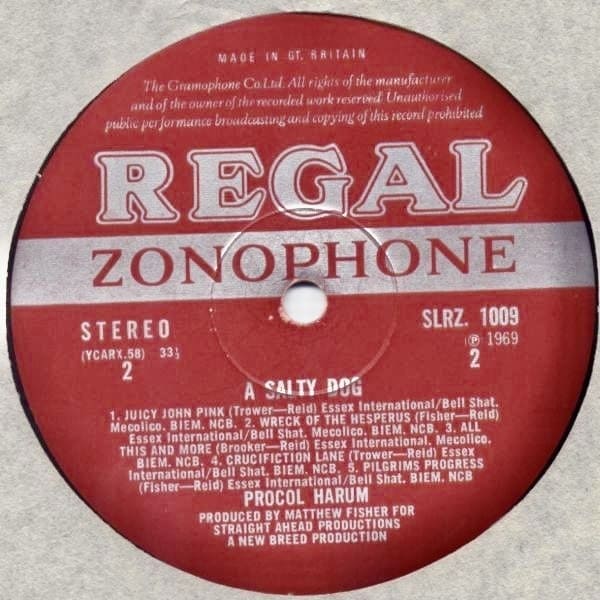 MADE IN GT. BRITAIN
The Gramophone Co.Ltd. All rights of the manufacturer
and of the owner of the recorded work reserved Unauthorised
public performance broadcasting and copying of this record prohibited
REGAL
ZONOPHONE
STEREO
(YCARX.58) 33⅓
2
SLRZ. 1009
℗ 1969
2
A SALTY DOG
1. JUICY JOHN PINK (Trower—Reid) Essex International/Bell Shat.
Mecolico. BIEM. NCB. 2. WRECK OF THE HESPERUS (Fisher—Reid)
Essex International/Bell Shat. Mecolico. BIEM. NCB. 3. ALL
THIS AND MORE (Brooker—Reid) Essex International. Mecolico.
BIEM. NCB. 4. CRUCIFICTION LANE (Trower—Reid) Essex
International/Bell Shat. BIEM. NCB. 5. PILGRIMS PROGRESS
(Fisher—Reid) Essex International/Bell Shat. BIEM. NCB
PROCOL HARUM
PRODUCED BY MATTHEW FISHER FOR
STRAIGHT AHEAD PRODUCTIONS
A NEW BREED PRODUCTION